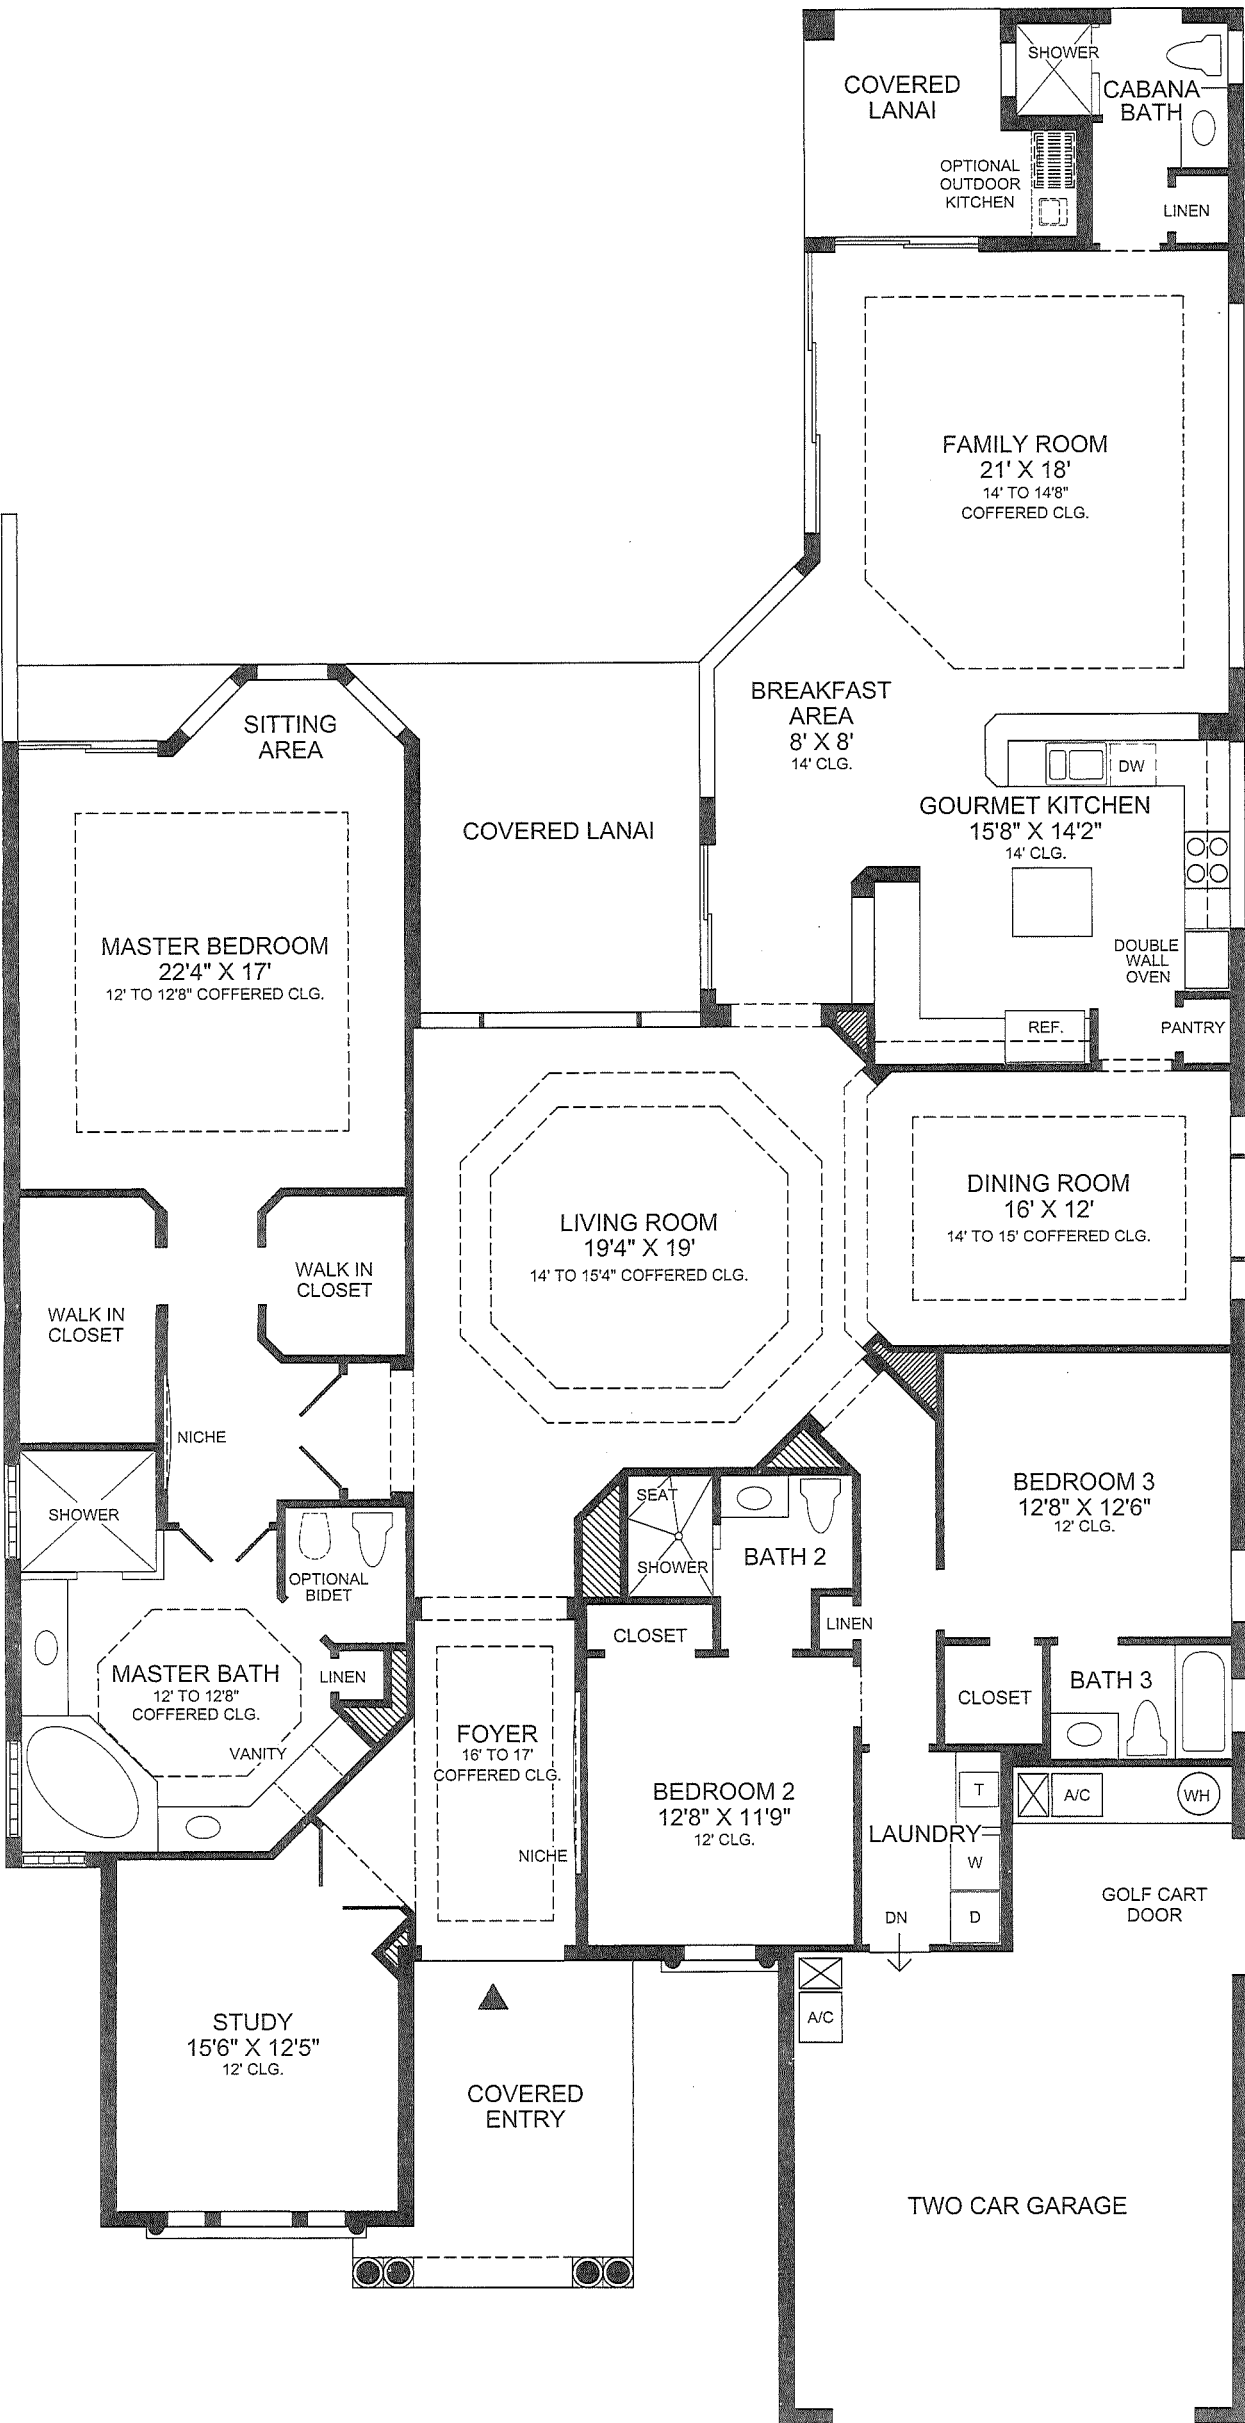 COVERED
LANAI
SHOWER
CABANA
BATH
OPTIONAL
OUTDOOR
KITCHEN
LINEN
FAMILY ROOM
21' X 18'
14' TO 14'8"
COFFERED CLG.
BREAKFAST
AREA
8' X 8'
14' CLG.
SITTING
AREA
DW
GOURMET KITCHEN
15'8" X 14'2"
14' CLG.
COVERED LANAI
MASTER BEDROOM
22'4" X 17'
12' TO 12'8" COFFERED CLG.
DOUBLE
WALL
OVEN
REF.
PANTRY
LIVING ROOM
19'4" X 19'
14' TO 15'4" COFFERED CLG.
DINING ROOM
16' X 12'
14' TO 15' COFFERED CLG.
WALK IN
CLOSET
WALK IN
CLOSET
NICHE
SHOWER
OPTIONAL
BIDET
SEAT
SHOWER
BATH 2
BEDROOM 3
12'8" X 12'6"
12' CLG.
LINEN
CLOSET
MASTER BATH
12' TO 12'8"
COFFERED CLG.
LINEN
VANITY
FOYER
16' TO 17'
COFFERED CLG.
NICHE
CLOSET
BATH 3
BEDROOM 2
12'8" X 11'9"
12' CLG.
T
A/C
WH
LAUNDRY
W
D
DN
GOLF CART
DOOR
A/C
STUDY
15'6" X 12'5"
12' CLG.
COVERED
ENTRY
TWO CAR GARAGE